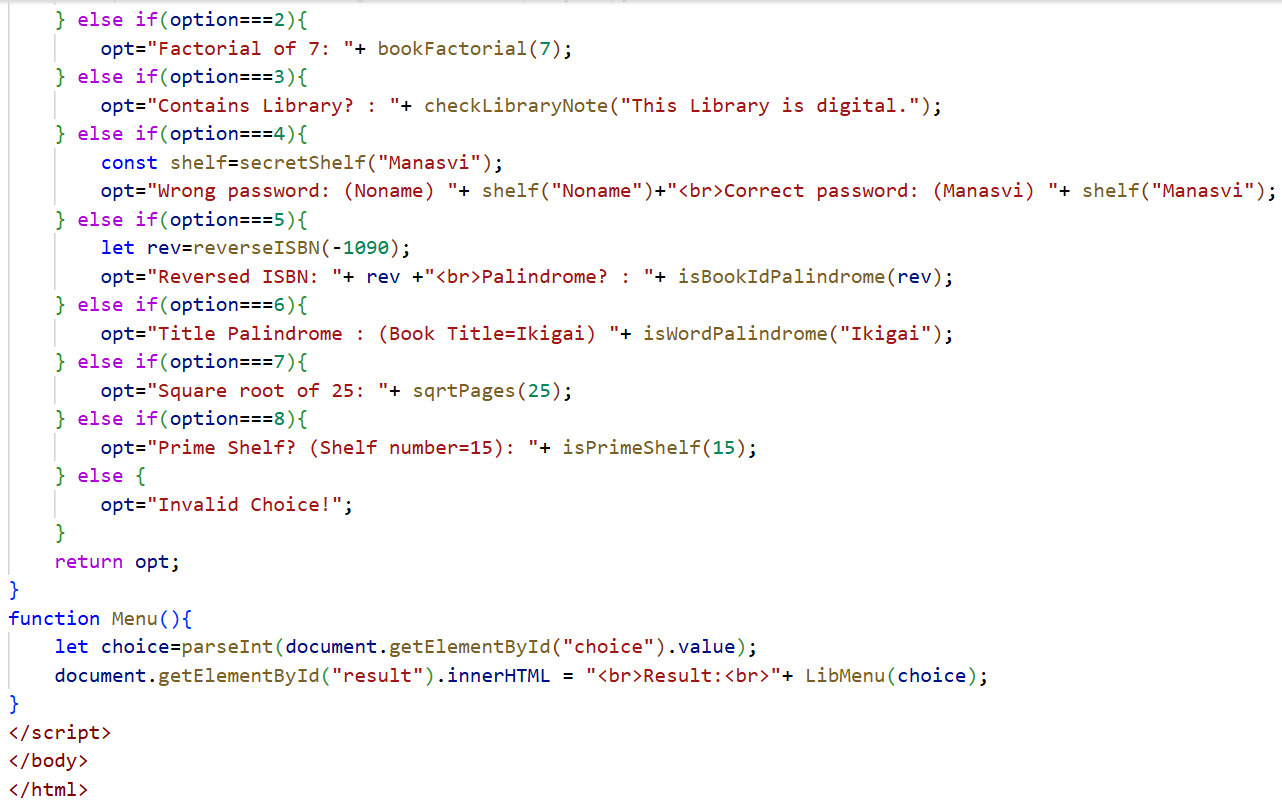 } else if(option===2){
opt="Factorial of 7: "+ bookFactorial(7);
} else if(option===3){
opt="Contains Library? : "+ checkLibraryNote("This Library is digital.");
} else if(option===4){
const shelf=secretShelf("Manasvi");
opt="Wrong password: (Noname) "+ shelf("Noname")+"<br>Correct password: (Manasvi) "+ shelf("Manasvi");
} else if(option===5){
let rev=reverseISBN(-1090);
opt="Reversed ISBN: "+ rev +"<br>Palindrome? : "+ isBookIdPalindrome(rev);
} else if(option===6){
opt="Title Palindrome : (Book Title=Ikigai) "+ isWordPalindrome("Ikigai");
} else if(option===7){
opt="Square root of 25: "+ sqrtPages(25);
} else if(option===8){
opt="Prime Shelf? (Shelf number=15): "+ isPrimeShelf(15);
} else {
opt="Invalid Choice!";
}
return opt;
}
function Menu(){
let choice=parseInt(document.getElementById("choice").value);
document.getElementById("result").innerHTML = "<br>Result:<br>"+ LibMenu(choice);
}
</script>
</body>
</html>